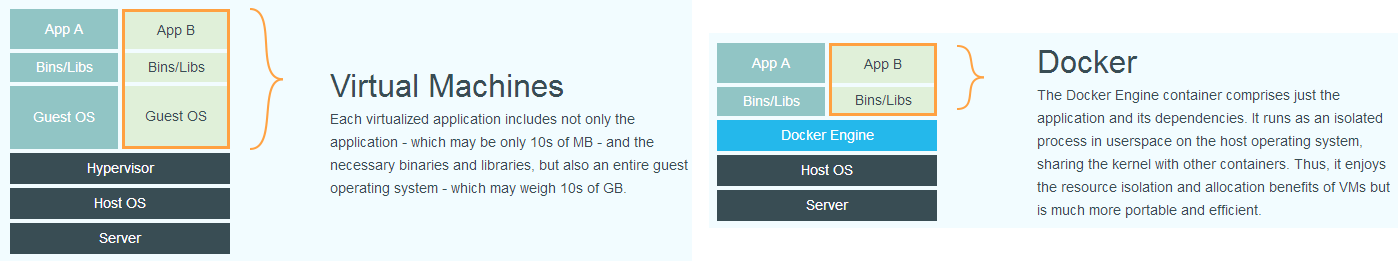 App A
App B
Bins/Libs
Bins/Libs
Guest OS
Guest OS
Hypervisor
Host OS
Server
Virtual Machines
Each virtualized application includes not only the
application - which may be only 10s of MB - and the
necessary binaries and libraries, but also an entire guest
operating system - which may weigh 10s of GB.
App A
App B
Bins/Libs
Bins/Libs
Docker Engine
Host OS
Server
Docker
The Docker Engine container comprises just the
application and its dependencies. It runs as an isolated
process in userspace on the host operating system,
sharing the kernel with other containers. Thus, it enjoys
the resource isolation and allocation benefits of VMs but
is much more portable and efficient.